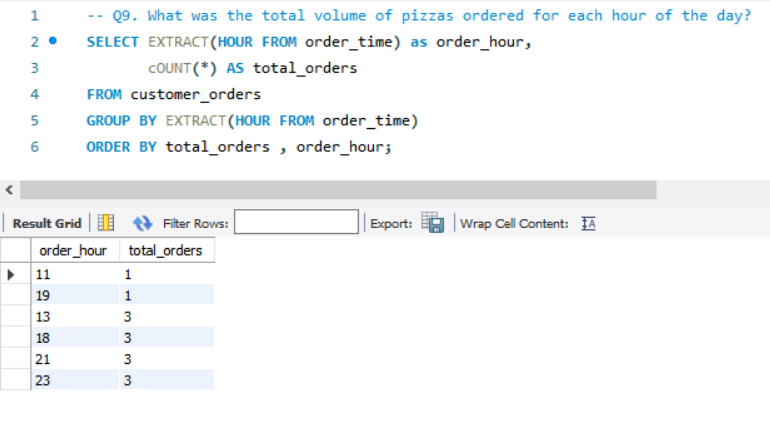 1 -- Q9. What was the total volume of pizzas ordered for each hour of the day?
2 SELECT EXTRACT(HOUR FROM order_time) as order_hour,
3 cOUNT(*) AS total_orders
4 FROM customer_orders
5 GROUP BY EXTRACT(HOUR FROM order_time)
6 ORDER BY total_orders , order_hour;
Result Grid Filter Rows: Export: Wrap Cell Content: IA
order_hour total_orders
11 1
19 1
13 3
18 3
21 3
23 3